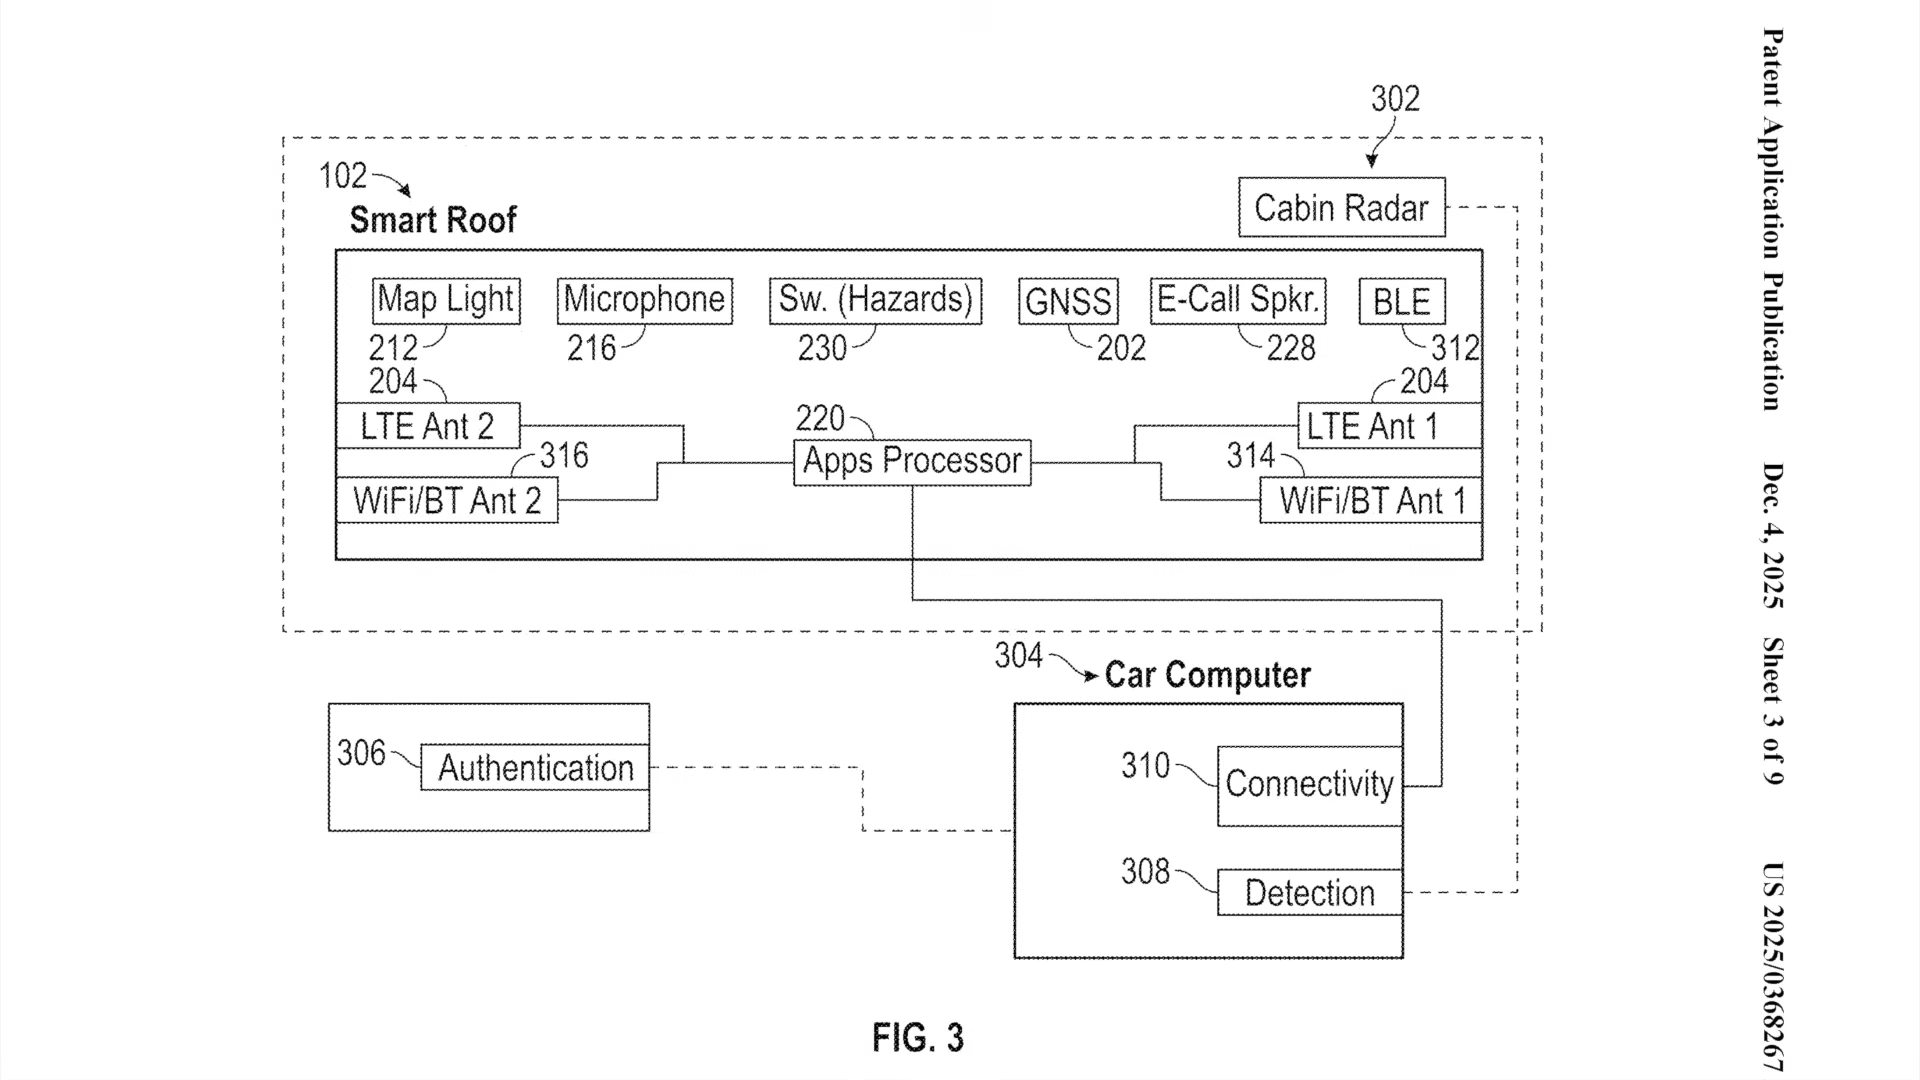 302
102
Smart Roof
Cabin Radar
Map Light
Microphone
Sw. (Hazards)
GNSS
E-Call Spkr.
BLE
212
216
230
202
228
312
204
204
LTE Ant 2
220
LTE Ant 1
316
Apps Processor
314
WiFi/BT Ant 2
WiFi/BT Ant 1
304
Car Computer
306
Authentication
310
Connectivity
308
Detection
FIG. 3
Patent Application Publication Dec. 4, 2025 Sheet 3 of 9 US 2025/0368267